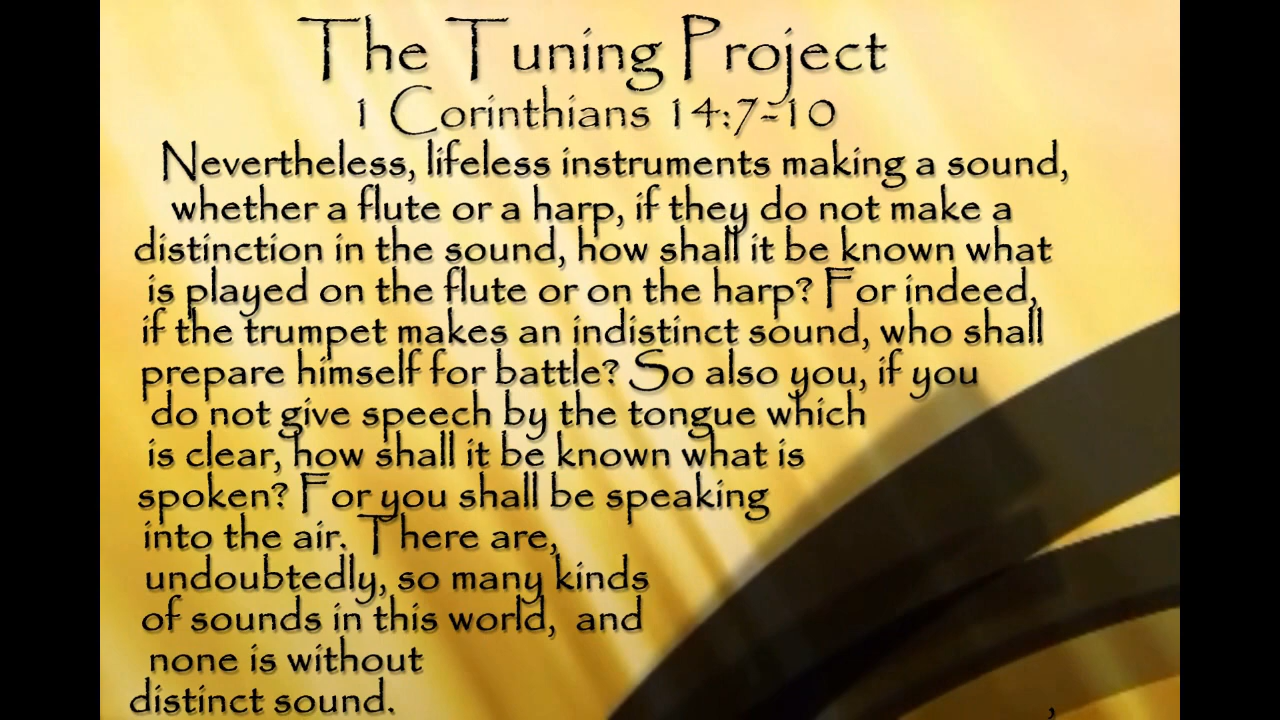 The Tuning Project
1 Corinthians 14:7-10
Nevertheless, lifeless instruments making a sound,
whether a flute or a harp, if they do not make a
distinction in the sound, how shall it be known what
is played on the flute or on the harp? For indeed,
if the trumpet makes an indistinct sound, who shall
prepare himself for battle? So also you, if you
do not give speech by the tongue which
is clear, how shall it be known what is
spoken? For you shall be speaking
into the air. There are,
undoubtedly, so many kinds
of sounds in this world, and
none is without
distinct sound. ,